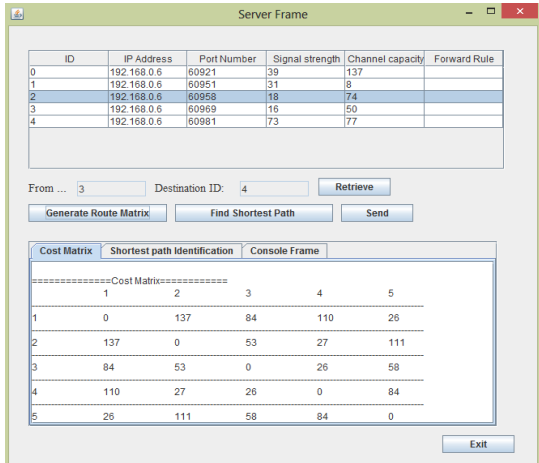 Server Frame
ID IP Address Port Number Signal strength Channel capacity Forward Rule
0 192.168.0.6 60921 39 137
1 192.168.0.6 60951 31 8
2 192.168.0.6 60958 18 74
3 192.168.0.6 60969 16 50
4 192.168.0.6 60981 73 77
From ... 3 Destination ID: 4 Retrieve
Generate Route Matrix Find Shortest Path Send
Cost Matrix Shortest path Identification Console Frame
==============Cost Matrix============
1 2 3 4 5
1 0 137 84 110 26
2 137 0 53 27 111
3 84 53 0 26 58
4 110 27 26 0 84
5 26 111 58 84 0
Exit